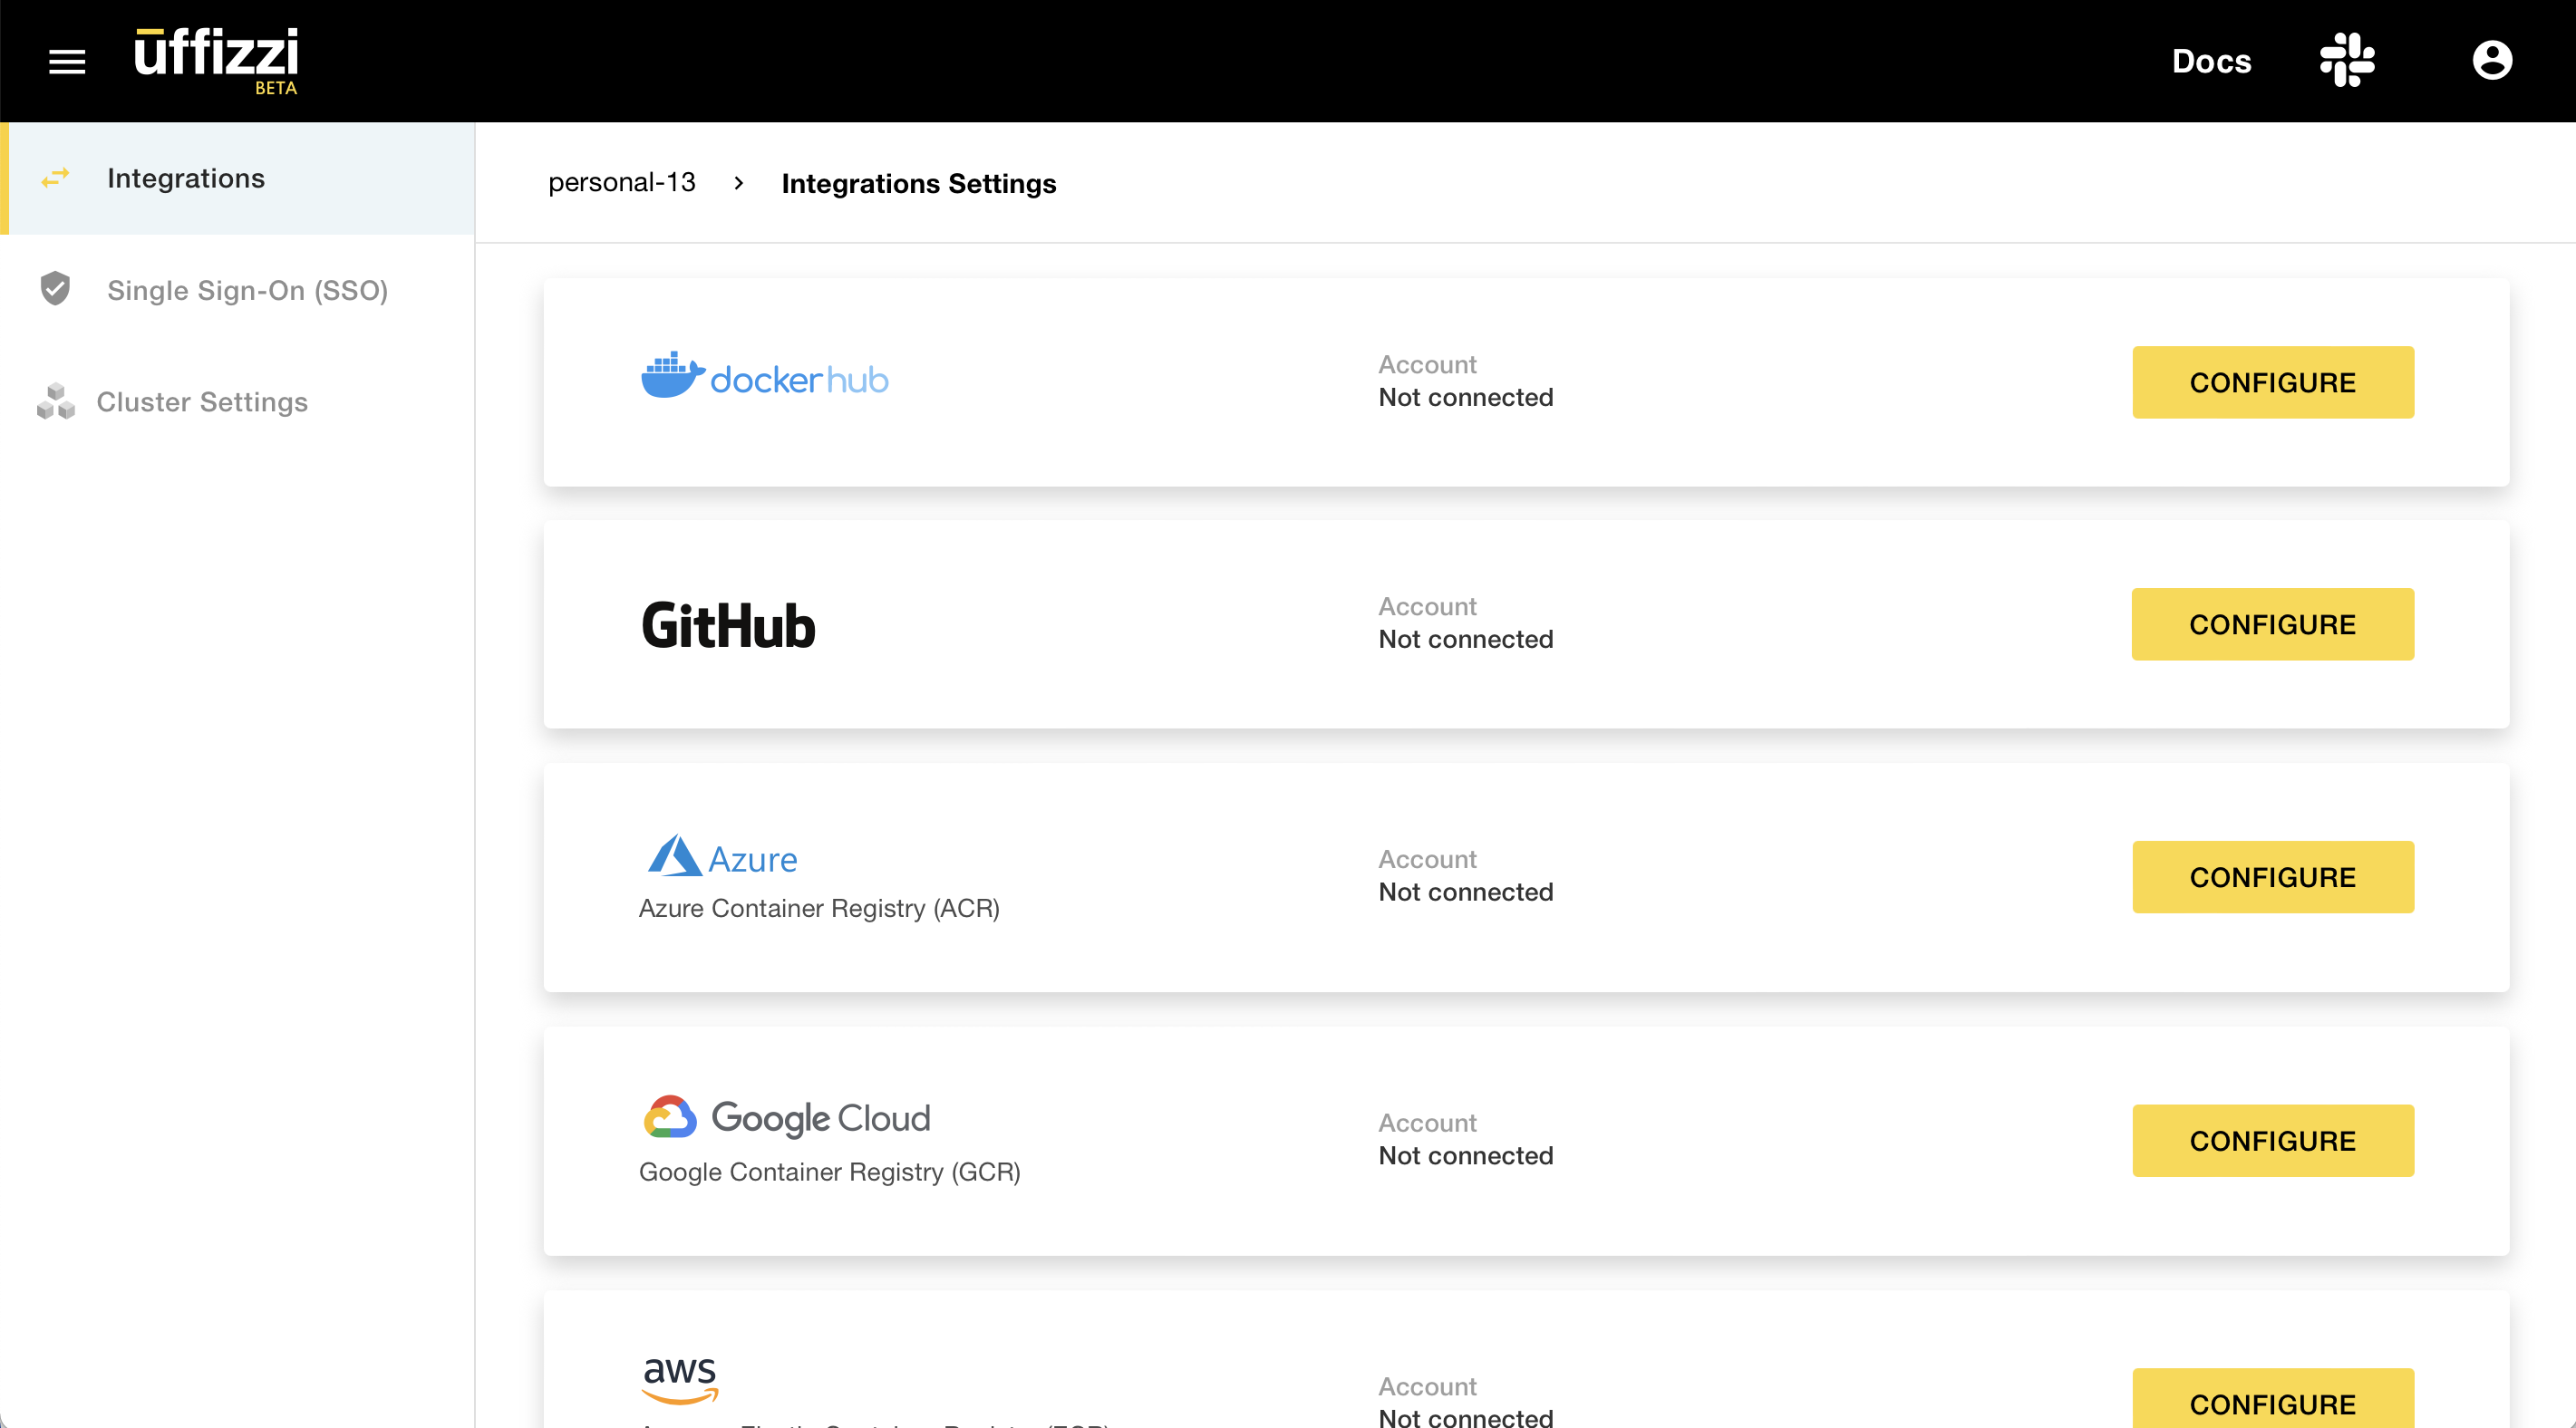 ūffizzi
BETA
Docs
Integrations
Single Sign-On (SSO)
Cluster Settings
personal-13 > Integrations Settings
docker hub
Account
Not connected
CONFIGURE
GitHub
Account
Not connected
CONFIGURE
Azure
Azure Container Registry (ACR)
Account
Not connected
CONFIGURE
Google Cloud
Google Container Registry (GCR)
Account
Not connected
CONFIGURE
aws
Account
Not connected
CONFIGURE